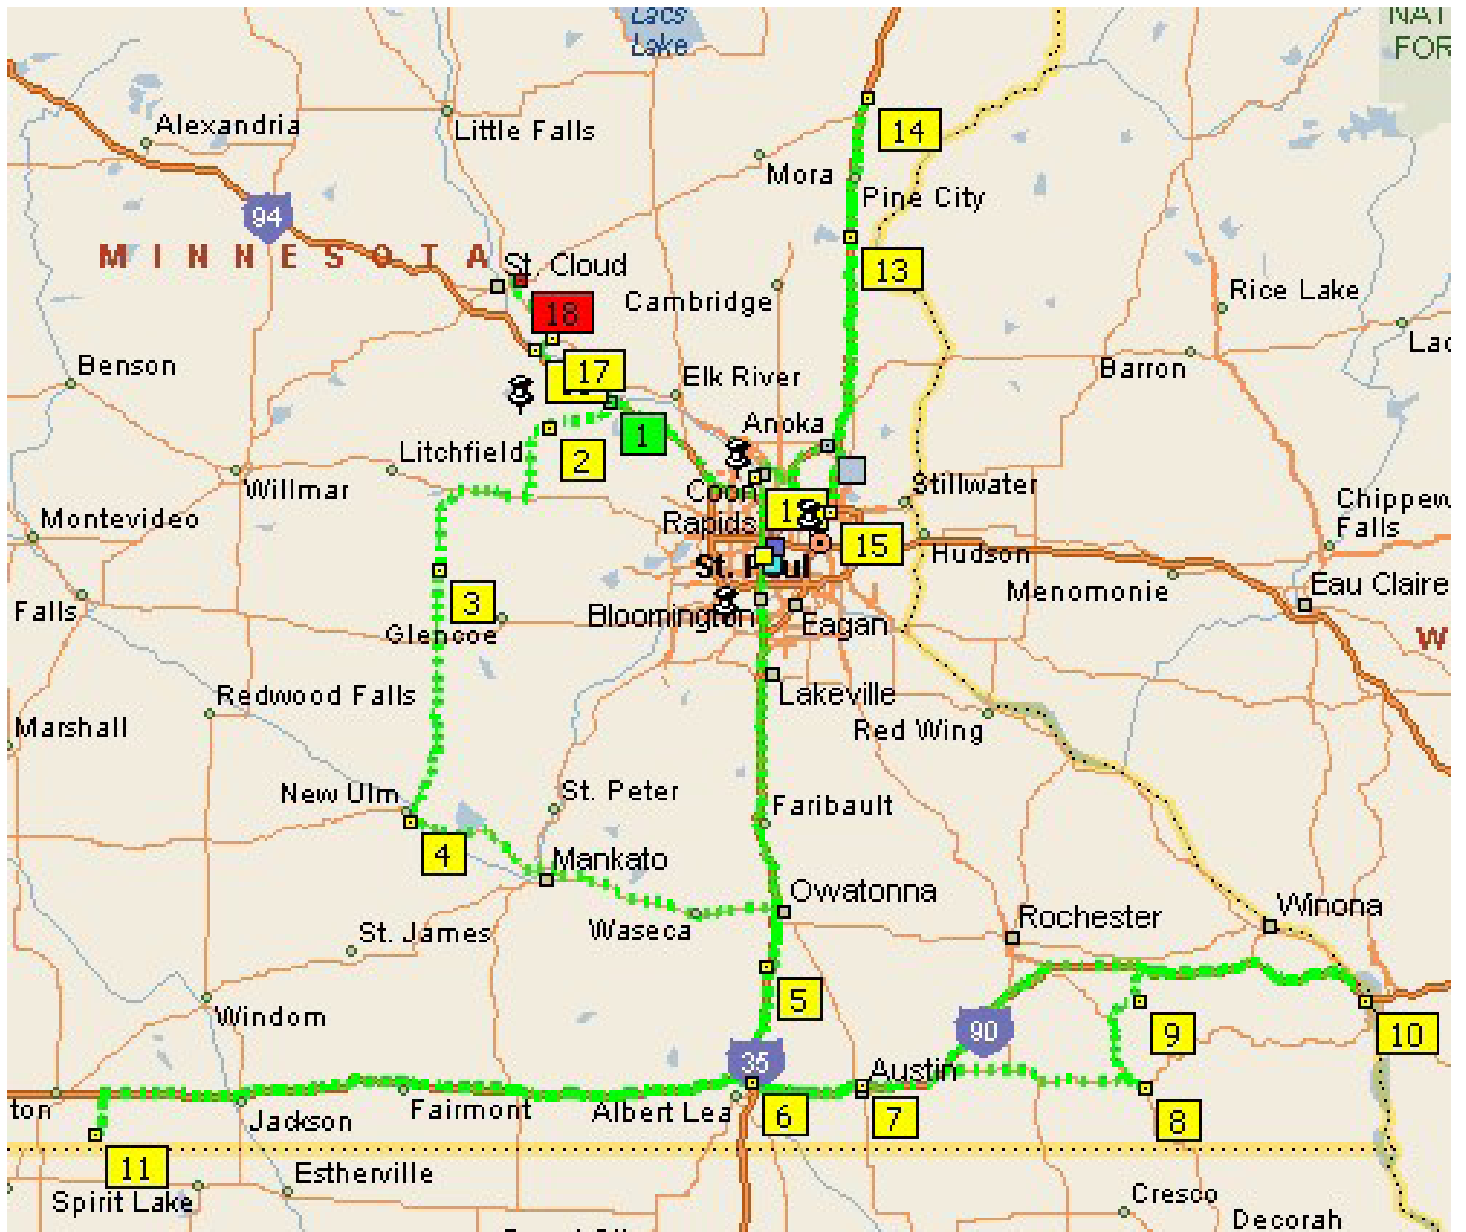 Lacs
Lake
NAT
FOR
Alexandria
Little Falls
14
Mora
Pine City
94
MINNESOTA
St. Cloud
13
Cambridge
Rice Lake
18
Lac
Benson
17
Elk River
Barron
1
Anoka
2
Litchfield
Willmar
Coon
Rapids
Stillwater
Chippew
Falls
Montevideo
15
Hudson
St. Paul
Menomonie
Eau Claire
Falls
3
Glencoe
Bloomington
Eagan
W
Redwood Falls
Lakeville
Marshall
Red Wing
New Ulm
St. Peter
Faribault
4
Mankato
Owatonna
Winona
Rochester
St. James
Waseca
5
Windom
90
9
10
35
Austin
ton
Jackson
Fairmont
Albert Lea
6
7
8
11
Estherville
Spirit Lake
Cresco
Decorah